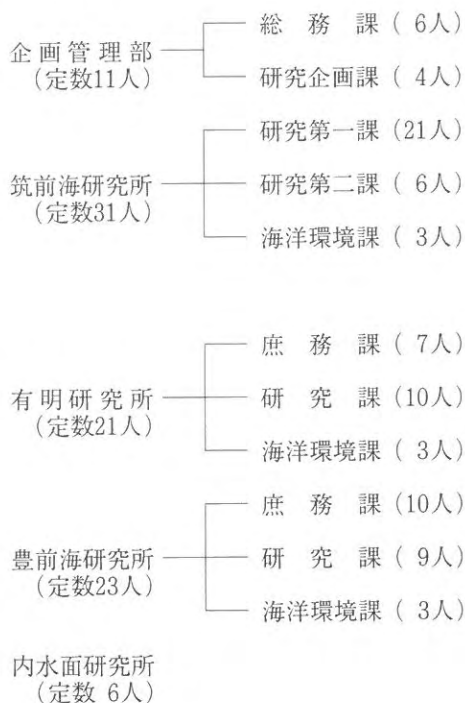 総務課 ( 6人)
企画管理部
(定数11人)
研究企画課 ( 4人)
研究第一課 (21人)
筑前海研究所
研究第二課 ( 6人)
(定数31人)
海洋環境課 ( 3人)
庶務課 ( 7人)
有明研究所
研究課 (10人)
(定数21人)
海洋環境課 ( 3人)
庶務課 (10人)
豊前海研究所
研究課 ( 9人)
(定数23人)
海洋環境課 ( 3人)
内水面研究所
(定数 6人)